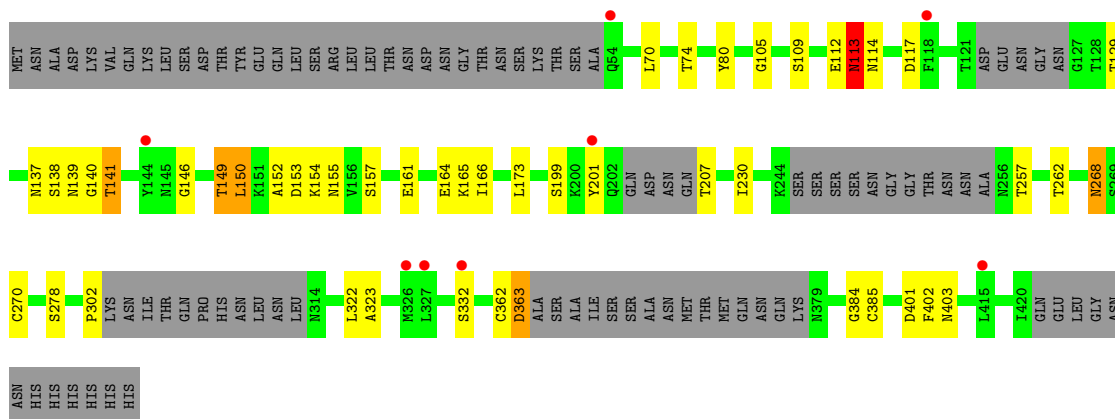 MET ASN ALA ASP LYS VAL GLN LYS LEU SER ASP THR TYR GLU GLN LEU SER ARG LEU LEU THR ASN ASP ASN GLY THR ASN SER LYS THR SER ALA Q54 L70 T74 Y80 G105 S109 E112 N113 N114 D117 F118 T121 ASP GLU ASN GLY ASN G127 T128 T129
N137 S138 N139 G140 T141 Y144 N145 G146 T149 L150 K151 A152 D153 K154 N155 V156 S157 E161 E164 K165 I166 L173 S199 K200 Y201 Q202 GLN ASP ASN GLN T207 I230 K244 SER SER SER SER ASN GLY GLY THR ASN ASN ALA N256 T257 T262 N268 S269
C270 S278 P302 LYS ASN ILE THR GLN PRO HIS ASN LEU ASN LEU N314 L322 A323 M326 L327 S332 C362 D363 ALA SER ALA ILE SER SER ALA ASN MET THR MET GLN ASN GLN LYS N379 G384 C385 D401 F402 N403 L415 I420 GLN GLU LEU GLY ASN
ASN HIS HIS HIS HIS HIS HIS